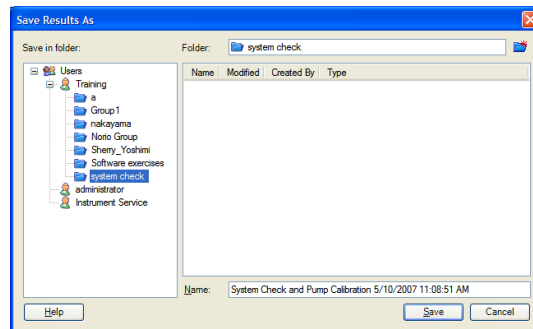 Save Results As
Save in folder:
Folder: system check
Users
Training
a
Group1
nakayama
Norio Group
Sherry_Yoshimi
Software exercises
system check
administrator
Instrument Service
Name Modified Created By Type
Name: System Check and Pump Calibration 5/10/2007 11:08:51 AM
Help Save Cancel